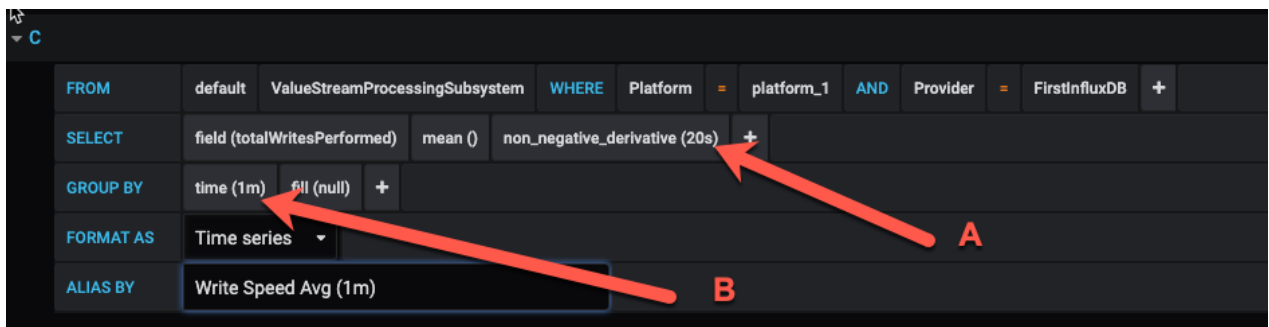 C
FROM default ValueStreamProcessingSubsystem WHERE Platform = platform_1 AND Provider = FirstInfluxDB +
SELECT field (totalWritesPerformed) mean () non_negative_derivative (20s) +
GROUP BY time (1m) fill (null) +
FORMAT AS Time series
A
ALIAS BY Write Speed Avg (1m)
B